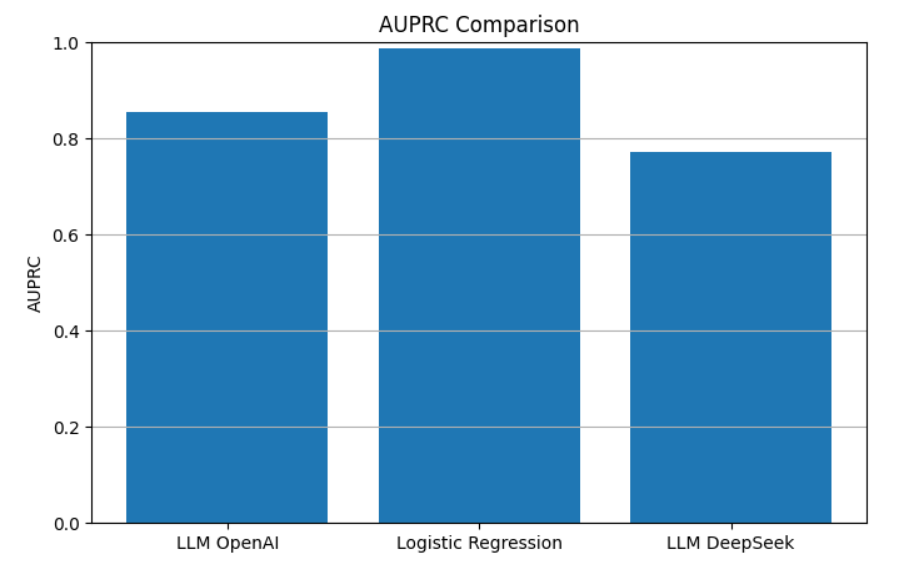 AUPRC Comparison
1.0
0.8
0.6
0.4
0.2
0.0
AUPRC
LLM OpenAI
Logistic Regression
LLM DeepSeek